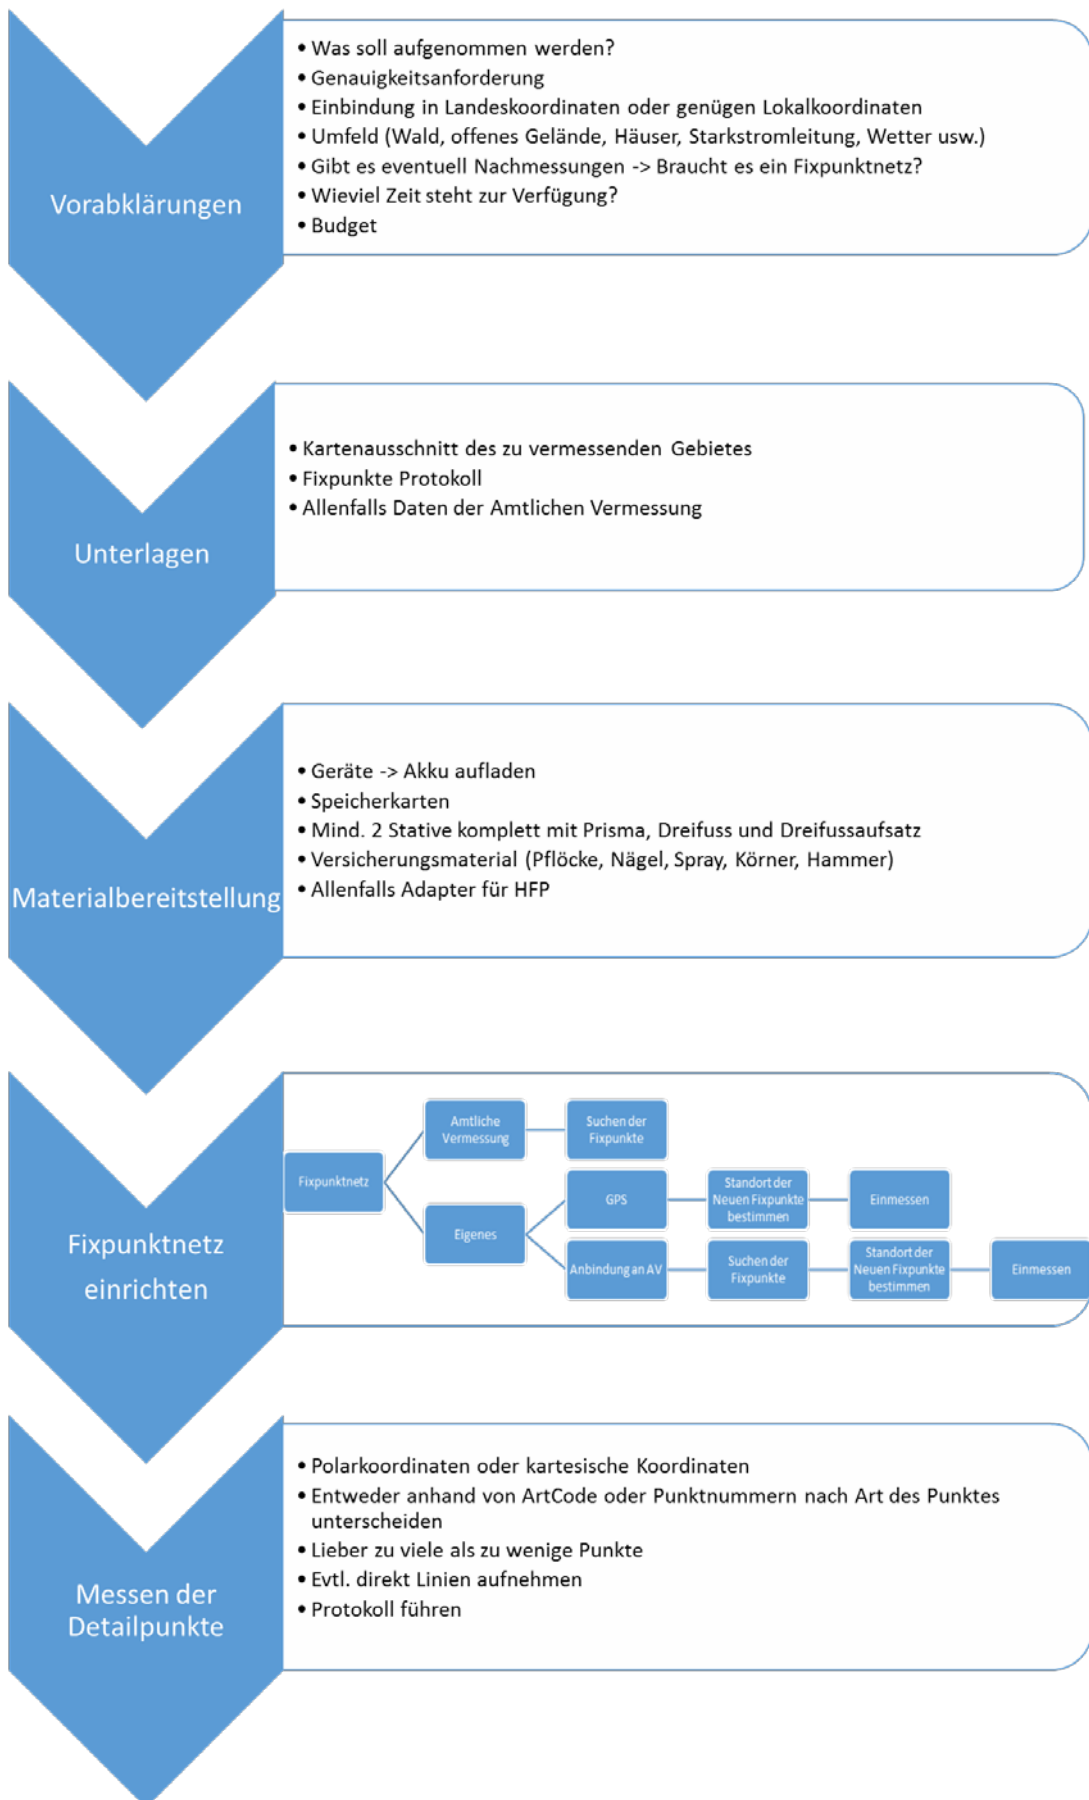 Vorabklärungen
• Was soll aufgenommen werden?
• Genauigkeitsanforderung
• Einbindung in Landeskoordinaten oder genügen Lokalkoordinaten
• Umfeld (Wald, offenes Gelände, Häuser, Starkstromleitung, Wetter usw.)
• Gibt es eventuell Nachmessungen -> Braucht es ein Fixpunktnetz?
• Wieviel Zeit steht zur Verfügung?
• Budget
Unterlagen
• Kartenausschnitt des zu vermessenden Gebietes
• Fixpunkte Protokoll
• Allenfalls Daten der Amtlichen Vermessung
Materialbereitstellung
• Geräte -> Akku aufladen
• Speicherkarten
• Mind. 2 Stative komplett mit Prisma, Dreifuss und Dreifussaufsatz
• Versicherungsmaterial (Pflöcke, Nägel, Spray, Körner, Hammer)
• Allenfalls Adapter für HFP
Fixpunktnetz
einrichten
Fixpunktnetz
Amtliche
Vermessung
Suchen der
Fixpunkte
Eigenes
GPS
Standort der
Neuen Fixpunkte
bestimmen
Einmessen
Anbindung an AV
Suchen der
Fixpunkte
Standort der
Neuen Fixpunkte
bestimmen
Einmessen
Messen der
Detailpunkte
• Polarkoordinaten oder kartesische Koordinaten
• Entweder anhand von ArtCode oder Punktnummern nach Art des Punktes
unterscheiden
• Lieber zu viele als zu wenige Punkte
• Evtl. direkt Linien aufnehmen
• Protokoll führen